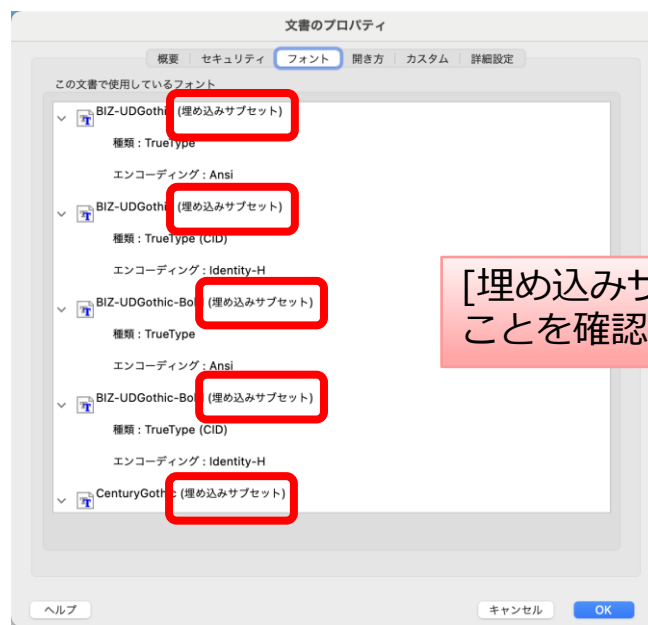 文書のプロパティ
概要 セキュリティ フォント 開き方 カスタム 詳細設定
この文書で使用しているフォント
BIZ-UDGothic (埋め込みサブセット)
種類 : TrueType
エンコーディング : Ansi
BIZ-UDGothic (埋め込みサブセット)
種類 : TrueType (CID)
エンコーディング : Identity-H
BIZ-UDGothic-Bold (埋め込みサブセット)
種類 : TrueType
エンコーディング : Ansi
BIZ-UDGothic-Bold (埋め込みサブセット)
種類 : TrueType (CID)
エンコーディング : Identity-H
CenturyGothic (埋め込みサブセット)
[埋め込みサ
ことを確認
ヘルプ キャンセル OK